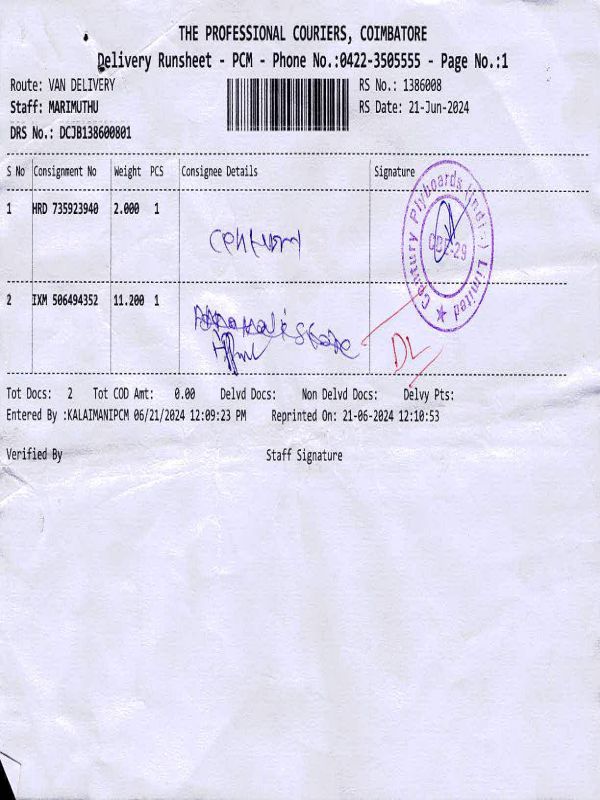 THE PROFESSIONAL COURIERS, COIMBATORE
Delivery Runsheet - PCM - Phone No.:0422-3505555 - Page No.:1
Route: VAN DELIVERY RS No.: 1386008
Staff: MARIMUTHU RS Date: 21-Jun-2024
DRS No.: DCJB138600801
S No Consignment No Weight PCS Consignee Details Signature
1 HRD 735923940 2.000 1
Century Plyboards (India) Limited
2 IXM 506494352 11.200 1
DL
Tot Docs: 2 Tot COD Amt: 0.00 Delvd Docs: Non Delvd Docs: Delvy Pts:
Entered By :KALAIMANIPCM 06/21/2024 12:09:23 PM Reprinted On: 21-06-2024 12:10:53
Verified By Staff Signature